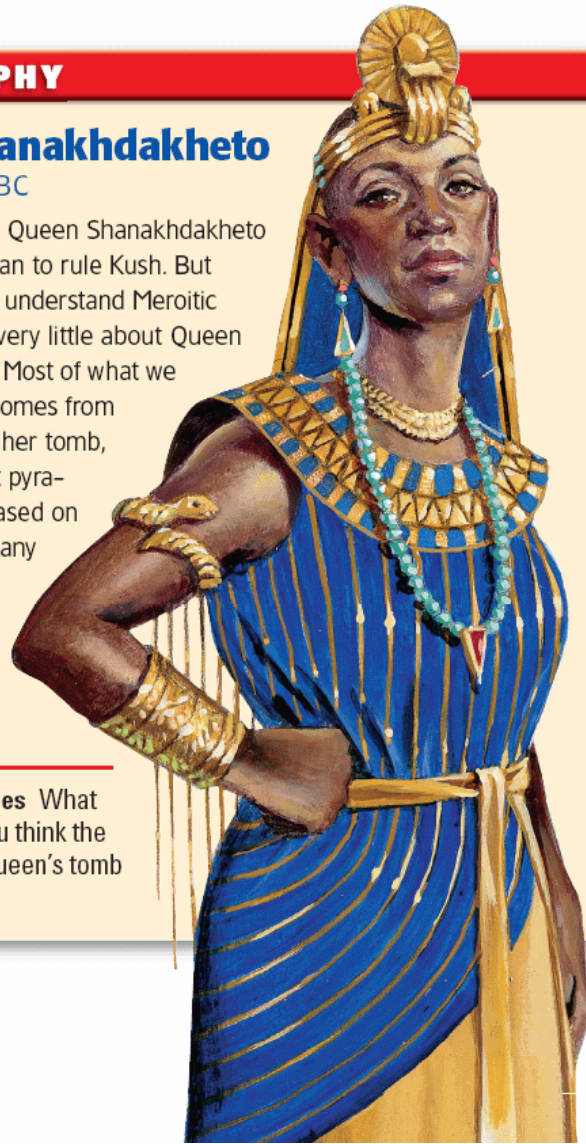 PHY
anakhdakheto
BC
Queen Shanakhdakheto
an to rule Kush. But
understand Meroitic
very little about Queen
Most of what we
omes from
her tomb,
t pyra-
ased on
any
es What
u think the
ueen's tomb